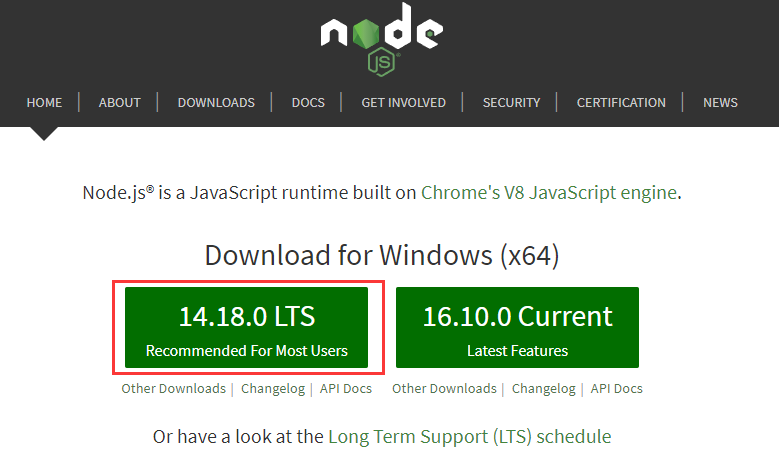 node
JS
HOME | ABOUT | DOWNLOADS | DOCS | GET INVOLVED | SECURITY | CERTIFICATION | NEWS
Node.js® is a JavaScript runtime built on Chrome's V8 JavaScript engine.
Download for Windows (x64)
14.18.0 LTS
Recommended For Most Users
16.10.0 Current
Latest Features
Other Downloads | Changelog | API Docs
Other Downloads | Changelog | API Docs
Or have a look at the Long Term Support (LTS) schedule